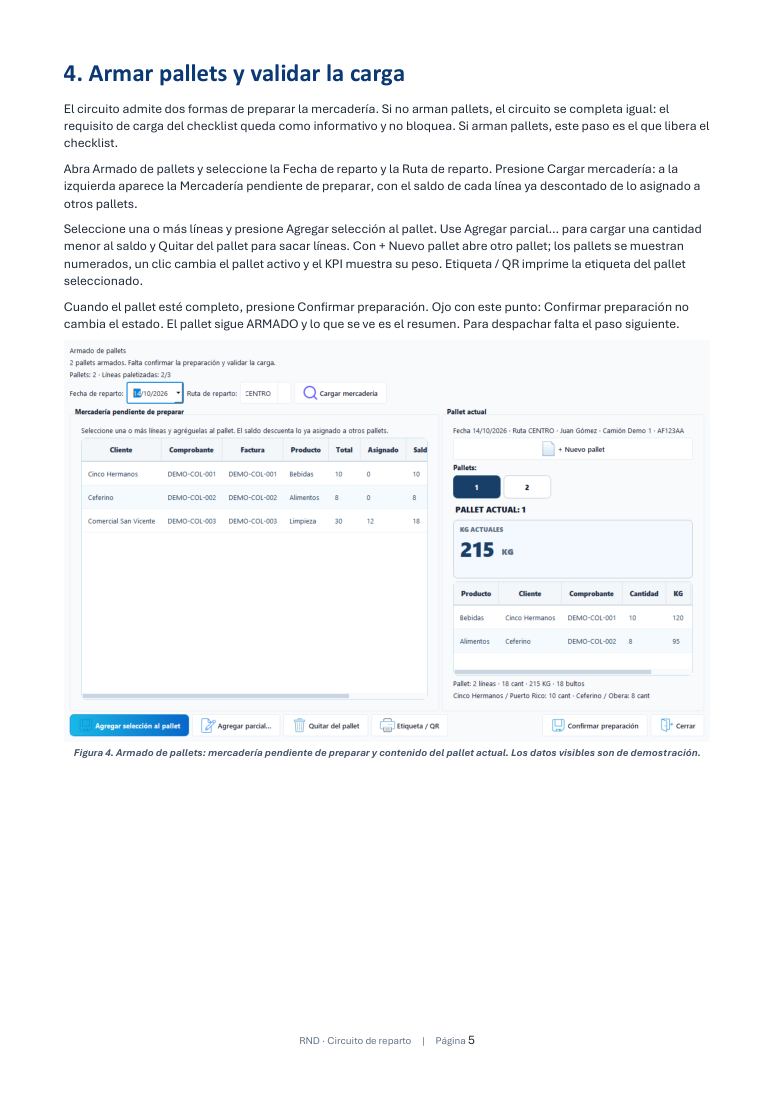 4. Armar pallets y validar la carga
El circuito admite dos formas de preparar la mercadería. Si no arman pallets, el circuito se completa igual: el
requisito de carga del checklist queda como informativo y no bloquea. Si arman pallets, este paso es el que libera el
checklist.
Abra Armado de pallets y seleccione la Fecha de reparto y la Ruta de reparto. Presione Cargar mercadería: a la
izquierda aparece la Mercadería pendiente de preparar, con el saldo de cada línea ya descontado de lo asignado a
otros pallets.
Seleccione una o más líneas y presione Agregar selección al pallet. Use Agregar parcial... para cargar una cantidad
menor al saldo y Quitar del pallet para sacar líneas. Con + Nuevo pallet abre otro pallet; los pallets se muestran
numerados, un clic cambia el pallet activo y el KPI muestra su peso. Etiqueta / QR imprime la etiqueta del pallet
seleccionado.
Cuando el pallet esté completo, presione Confirmar preparación. Ojo con este punto: Confirmar preparación no
cambia el estado. El pallet sigue ARMADO y lo que se ve es el resumen. Para despachar falta el paso siguiente.
Armado de pallets
2 pallets armados. Falta confirmar la preparación y validar la carga.
Pallets: 2 · Líneas paletizadas: 2/3
Fecha de reparto: 14/10/2026 Ruta de reparto: CENTRO Cargar mercadería
Mercadería pendiente de preparar
Seleccione una o más líneas y agréguelas al pallet. El saldo descuenta lo ya asignado a otros pallets.
Cliente Comprobante Factura Producto Total Asignado Sald
Cinco Hermanos DEMO-COL-001 DEMO-COL-001 Bebidas 10 0 10
Ceferino DEMO-COL-002 DEMO-COL-002 Alimentos 8 0 8
Comercial San Vicente DEMO-COL-003 DEMO-COL-003 Limpieza 30 12 18
Pallet actual
Fecha 14/10/2026 · Ruta CENTRO · Juan Gómez · Camión Demo 1 · AF123AA
+ Nuevo pallet
Pallets:
1 2
PALLET ACTUAL: 1
KG ACTUALES
215 KG
Producto Cliente Comprobante Cantidad KG
Bebidas Cinco Hermanos DEMO-COL-001 10 120
Alimentos Ceferino DEMO-COL-002 8 95
Pallet: 2 líneas · 18 cant · 215 KG · 18 bultos
Cinco Hermanos / Puerto Rico: 10 cant · Ceferino / Obera: 8 cant
Agregar selección al pallet Agregar parcial... Quitar del pallet Etiqueta / QR Confirmar preparación Cerrar
Figura 4. Armado de pallets: mercadería pendiente de preparar y contenido del pallet actual. Los datos visibles son de demostración.
RND · Circuito de reparto | Página 5